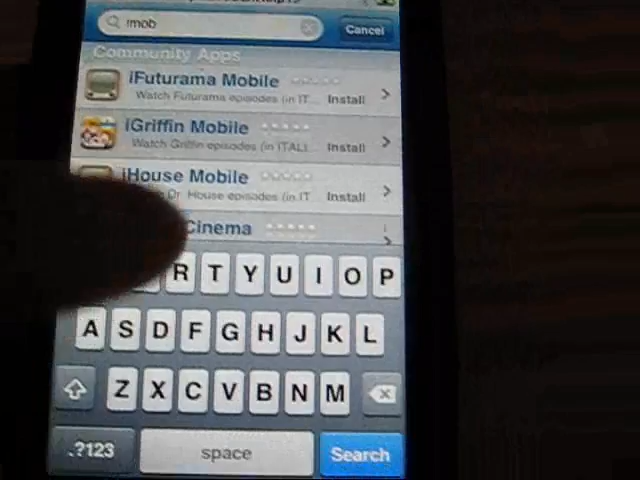 imob
Cancel
Community Apps
iFuturama Mobile
Watch Futurama episodes (in IT...
Install
iGriffin Mobile
Watch Griffin episodes (in ITALI...
Install
iHouse Mobile
Dr. House episodes (in IT...
Install
Cinema
R T Y U I O P
A S D F G H J K L
Z X C V B N M
.?123
space
Search